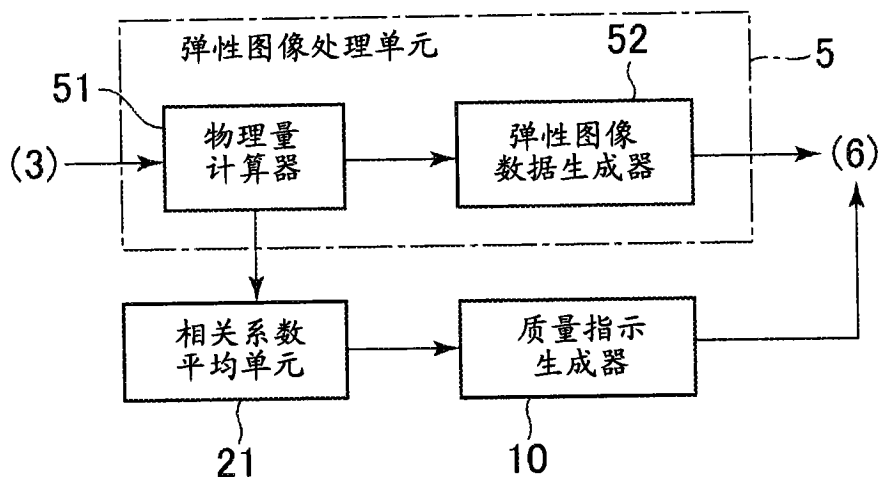 弹性图像处理单元
5
51
52
(3)
物理量
计算器
弹性图像
数据生成器
(6)
相关系数
平均单元
质量指示
生成器
21
10